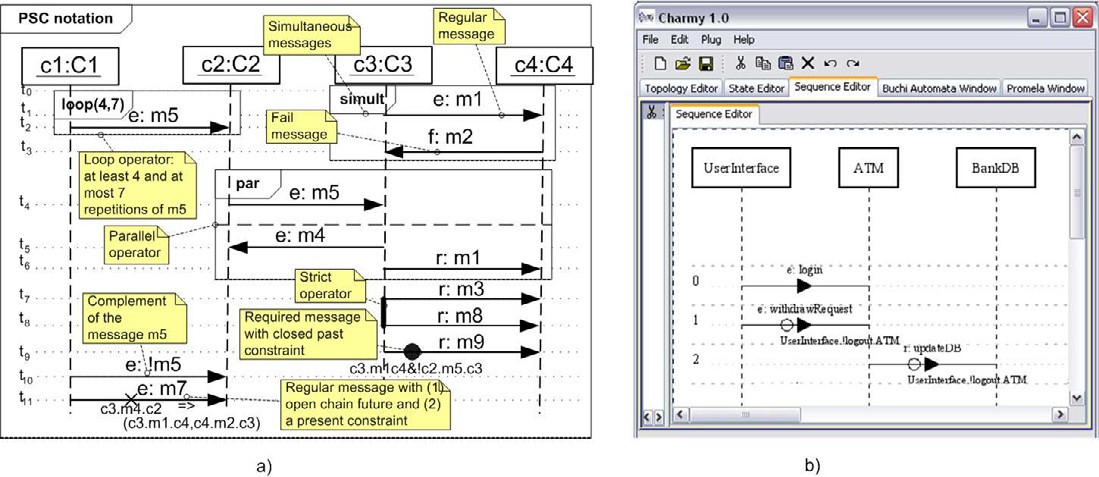 PSC notation
c1:C1
c2:C2
c3:C3
c4:C4
Simultaneous
messages
Regular
message
t0
t1
t2
t3
t4
t5
t6
t7
t8
t9
t10
t11
loop(4,7)
e: m5
simult
e: m1
Fail
message
f: m2
Loop operator:
at least 4 and at
most 7
repetitions of m5
par
e: m5
Parallel
operator
e: m4
r: m1
Strict
operator
r: m3
Complement
of the
message m5
Required message
with closed past
constraint
r: m8
r: m9
c3.m1c4&!c2.m5.c3
e: !m5
e: m7
c3.m4.c2 =>
(c3.m1.c4,c4.m2.c3)
Regular message with (1)
open chain future and (2)
a present constraint
a)
Charmy 1.0
File Edit Plug Help
Topology Editor State Editor Sequence Editor Buchi Automata Window Promela Window
Sequence Editor
UserInterface ATM BankDB
e: login
0
e: withdrawRequest
1
UserInterface.!logout.ATM
r: updateDB
2
UserInterface.!logout.ATM
b)